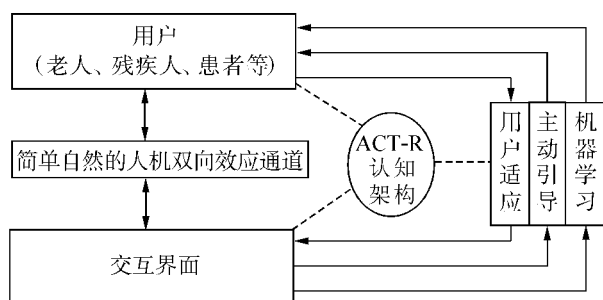 用户
(老人、残疾人、患者等)
简单自然的人机双向效应通道
ACT-R
认知
架构
用户适应
主动引导
机器学习
交互界面